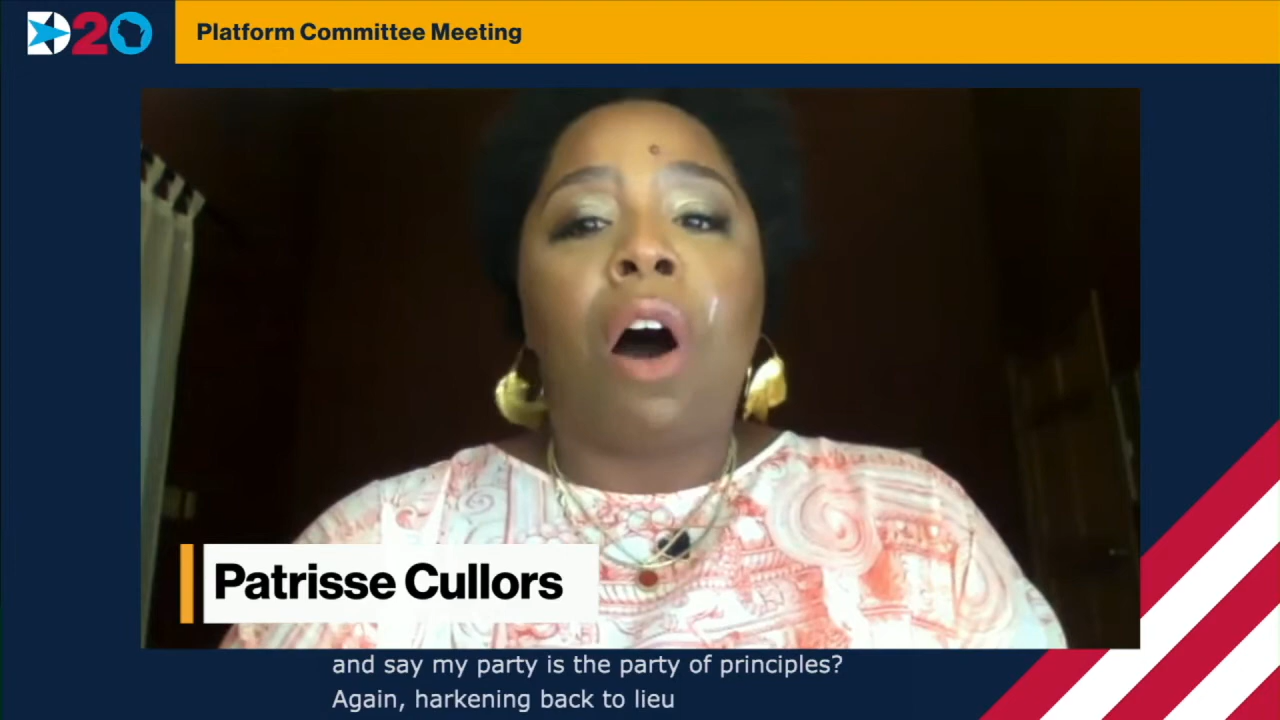 D20
Platform Committee Meeting
Patrisse Cullors
and say my party is the party of principles?
Again, harkening back to lieu